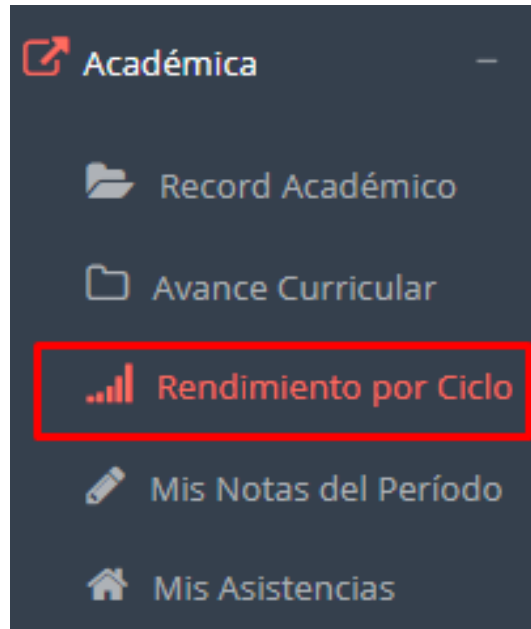 Académica
Record Académico
Avance Curricular
Rendimiento por Ciclo
Mis Notas del Período
Mis Asistencias